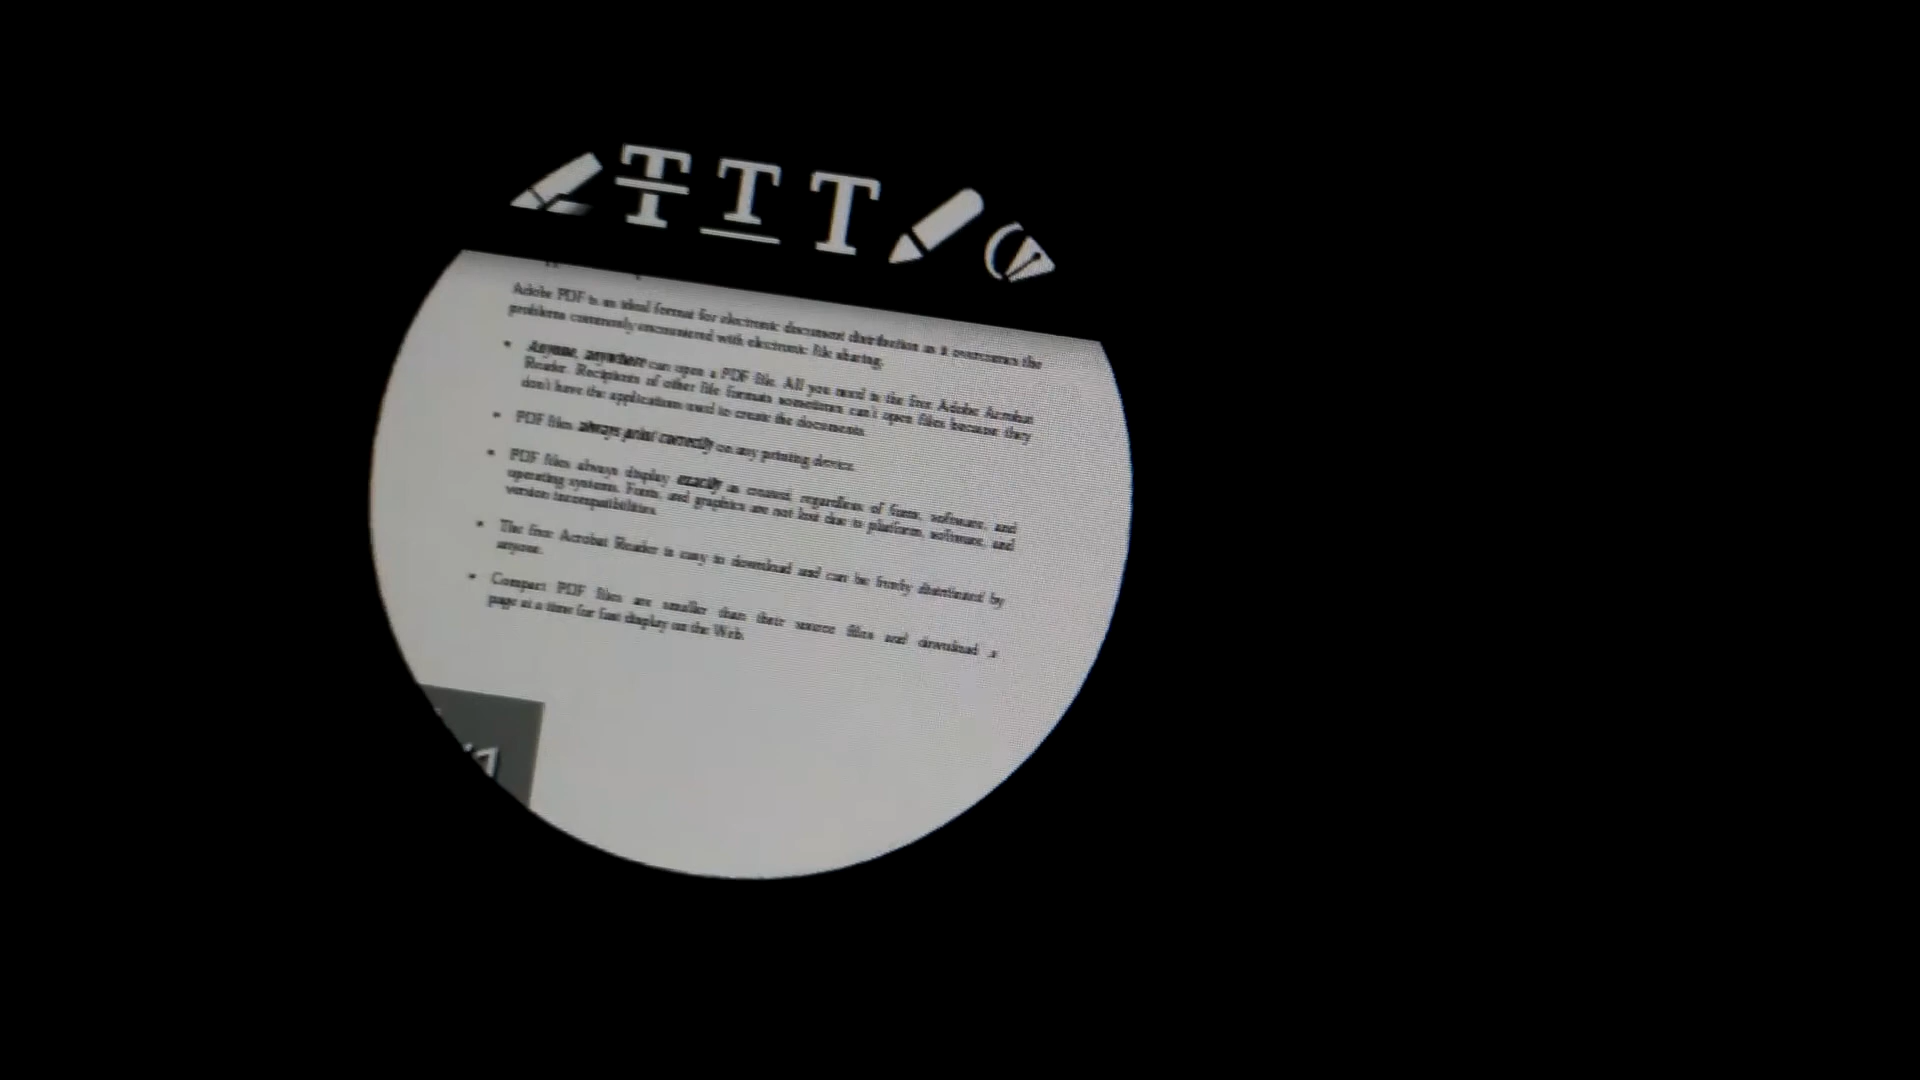 T T T
Adobe PDF is an ideal format for electronic document distribution as it overcomes the
problems commonly encountered with electronic file sharing.
• Anyone, anywhere can open a PDF file. All you need is the free Adobe Acrobat
Reader. Recipients of other file formats sometimes can't open files because they
don't have the applications used to create the documents.
• PDF files always print correctly on any printing device.
• PDF files always display exactly as created, regardless of fonts, software, and
operating systems. Fonts, and graphics are not lost due to platform, software, and
version incompatibilities.
• The free Acrobat Reader is easy to download and can be freely distributed by
anyone.
• Compact PDF files are smaller than their source files and download a
page at a time for fast display on the Web.